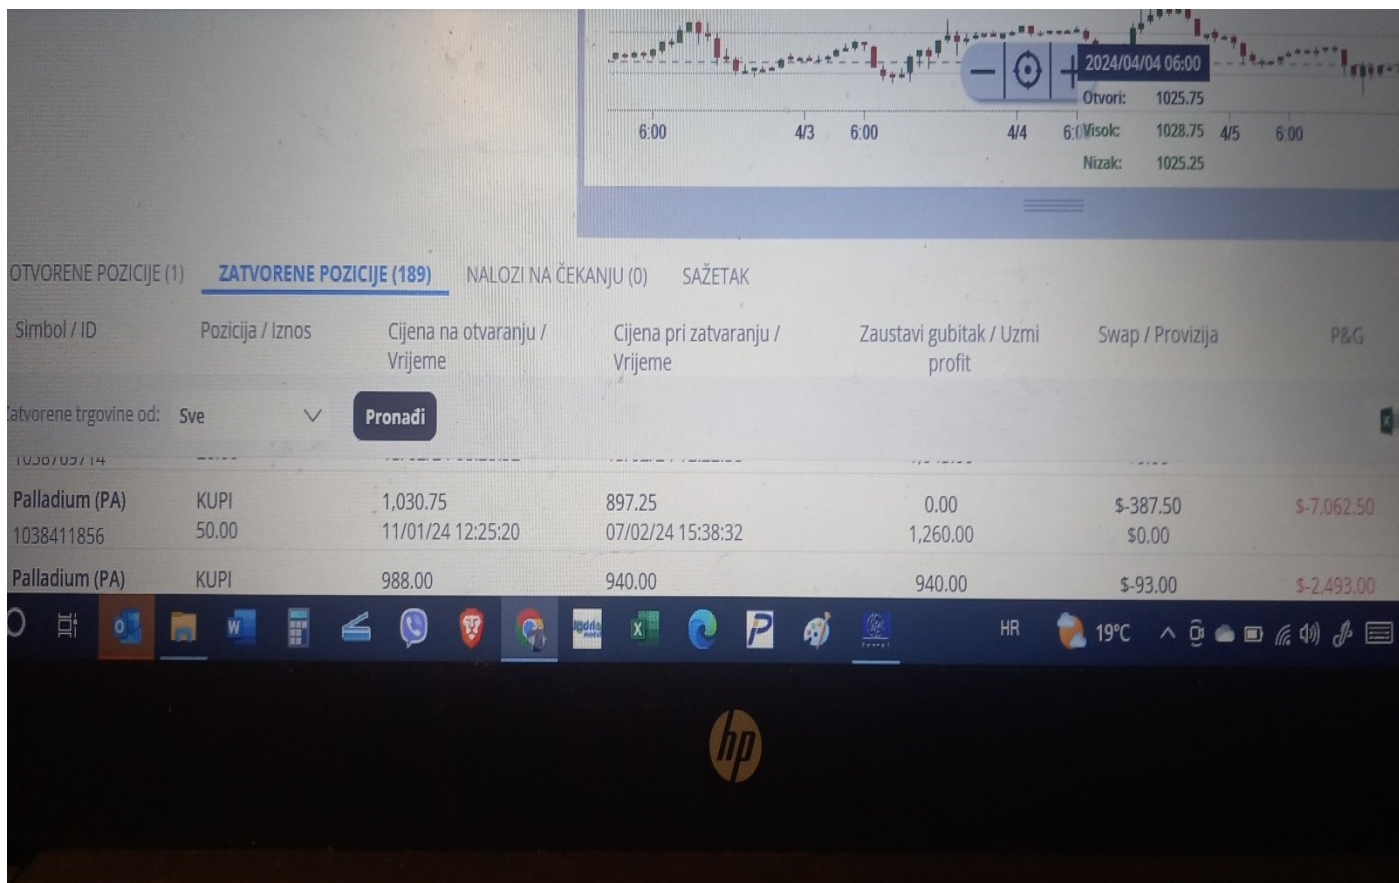 2024/04/04 06:00
Otvori: 1025.75
Visok: 1028.75
Nizak: 1025.25
6:00 4/3 6:00 4/4 6:0 4/5 6:00
OTVORENE POZICIJE (1) ZATVORENE POZICIJE (189) NALOZI NA ČEKANJU (0) SAŽETAK
Simbol / ID Pozicija / Iznos Cijena na otvaranju / Vrijeme Cijena pri zatvaranju / Vrijeme Zaustavi gubitak / Uzmi profit Swap / Provizija P&G
Zatvorene trgovine od: Sve Pronađi
Palladium (PA) KUPI 1,030.75 897.25 0.00 $-387.50 $-7,062.50
1038411856 50.00 11/01/24 12:25:20 07/02/24 15:38:32 1,260.00 $0.00
Palladium (PA) KUPI 988.00 940.00 940.00 $-93.00 $-2,493.00
HR 19°C
hp